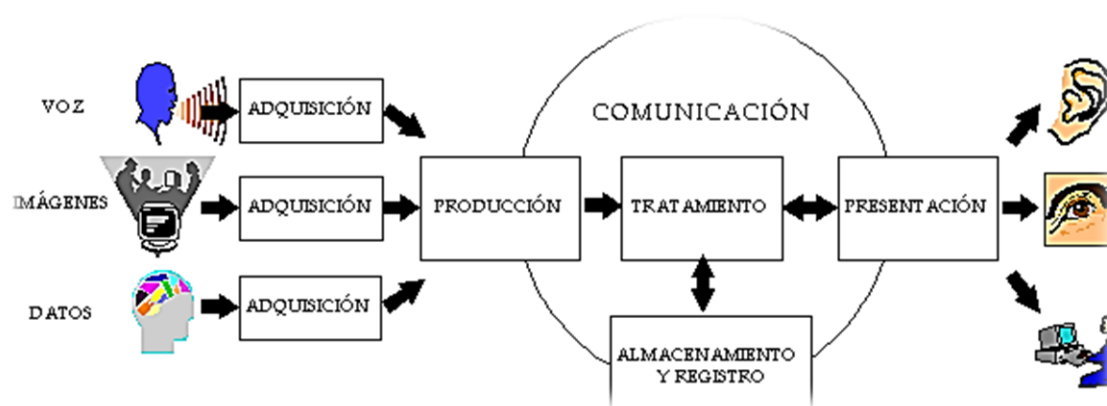 COMUNICACIÓN
VOZ
ADQUISICIÓN
IMÁGENES
ADQUISICIÓN
PRODUCCIÓN
TRATAMIENTO
PRESENTACIÓN
DATOS
ADQUISICIÓN
ALMACENAMIENTO
Y REGISTRO